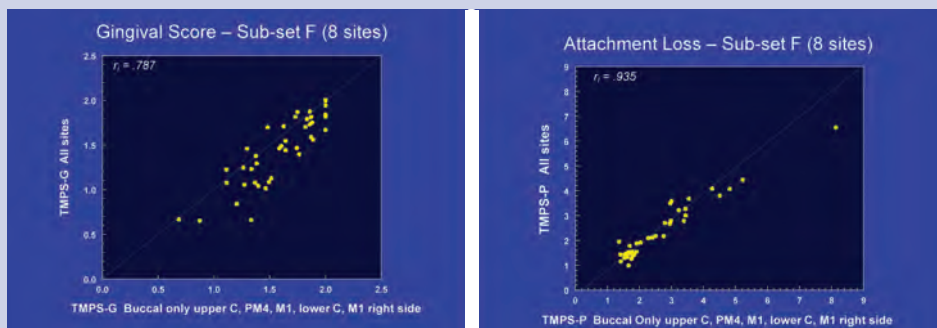 Gingival Score – Sub-set F (8 sites)
2.5
2.0
1.5
1.0
0.5
0.0
rᵢ = .787
TMPS-G All sites
0.0 0.5 1.0 1.5 2.0 2.5
TMPS-G Buccal only upper C, PM4, M1, lower C, M1 right side
Attachment Loss – Sub-set F (8 sites)
9
8
7
6
5
4
3
2
1
0
rᵢ = .935
TMPS-P All sites
0 1 2 3 4 5 6 7 8 9
TMPS-P Buccal Only upper C, PM4, M1, lower C, M1 right side